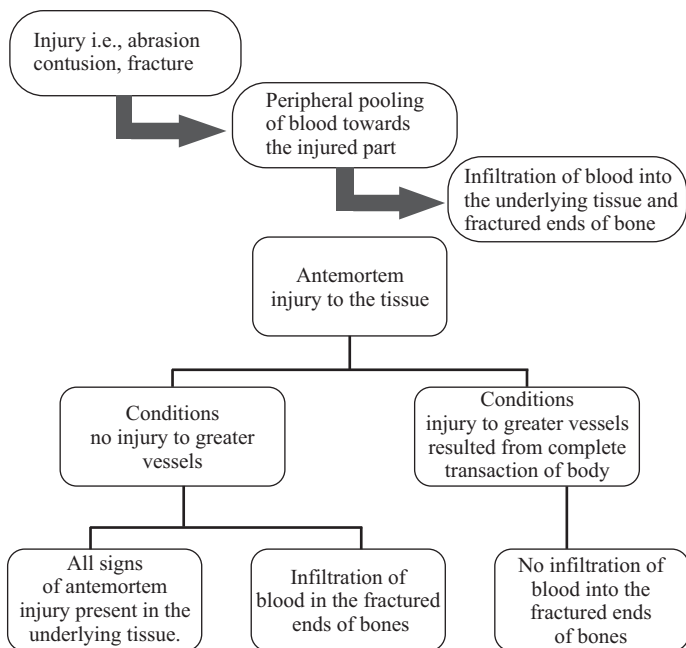 Injury i.e., abrasion
contusion, fracture
Peripheral pooling
of blood towards
the injured part
Infiltration of blood into
the underlying tissue and
fractured ends of bone
Antemortem
injury to the tissue
Conditions
no injury to greater
vessels
Conditions
injury to greater vessels
resulted from complete
transaction of body
All signs
of antemortem
injury present in the
underlying tissue.
Infiltration of
blood in the fractured
ends of bones
No infiltration of
blood into the
fractured ends
of bones